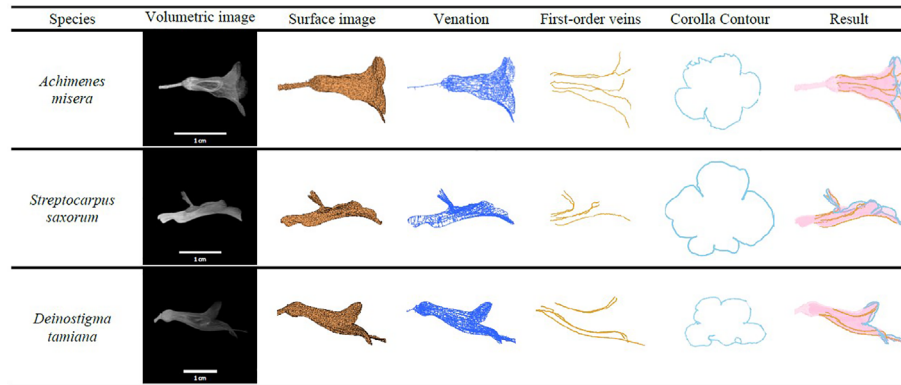 Species Volumetric image Surface image Venation First-order veins Corolla Contour Result
Achimenes
misera
1 cm
Streptocarpus
saxorum
1 cm
Deinostigma
tamiana
1 cm